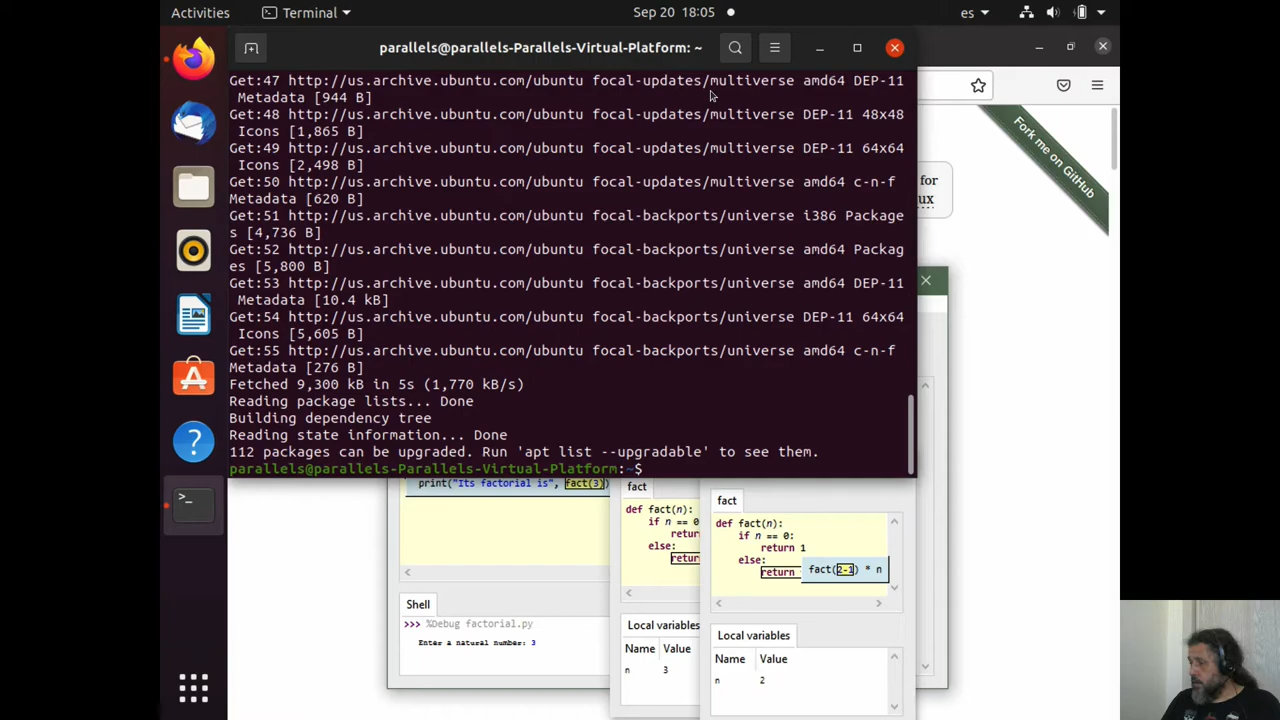 Activities
Terminal
Sep 20 18:05
es
parallels@parallels-Parallels-Virtual-Platform: ~
Get:47 http://us.archive.ubuntu.com/ubuntu focal-updates/multiverse amd64 DEP-11
Metadata [944 B]
Get:48 http://us.archive.ubuntu.com/ubuntu focal-updates/multiverse DEP-11 48x48
Icons [1,865 B]
Get:49 http://us.archive.ubuntu.com/ubuntu focal-updates/multiverse DEP-11 64x64
Icons [2,498 B]
Get:50 http://us.archive.ubuntu.com/ubuntu focal-updates/multiverse amd64 c-n-f
Metadata [620 B]
Get:51 http://us.archive.ubuntu.com/ubuntu focal-backports/universe i386 Package
s [4,736 B]
Get:52 http://us.archive.ubuntu.com/ubuntu focal-backports/universe amd64 Packag
es [5,800 B]
Get:53 http://us.archive.ubuntu.com/ubuntu focal-backports/universe amd64 DEP-11
Metadata [10.4 kB]
Get:54 http://us.archive.ubuntu.com/ubuntu focal-backports/universe DEP-11 64x64
Icons [5,605 B]
Get:55 http://us.archive.ubuntu.com/ubuntu focal-backports/universe amd64 c-n-f
Metadata [276 B]
Fetched 9,300 kB in 5s (1,770 kB/s)
Reading package lists... Done
Building dependency tree
Reading state information... Done
112 packages can be upgraded. Run 'apt list --upgradable' to see them.
parallels@parallels-Parallels-Virtual-Platform:~$
Fork me on GitHub
for
ux
print("Its factorial is", fact(3))
Shell
>>> %Debug factorial.py
Enter a natural number: 3
fact
def fact(n):
if n == 0:
retur
else:
return
Local variables
Name Value
n 3
fact
def fact(n):
if n == 0:
return 1
else:
return fact(2-1) * n
Local variables
Name Value
n 2